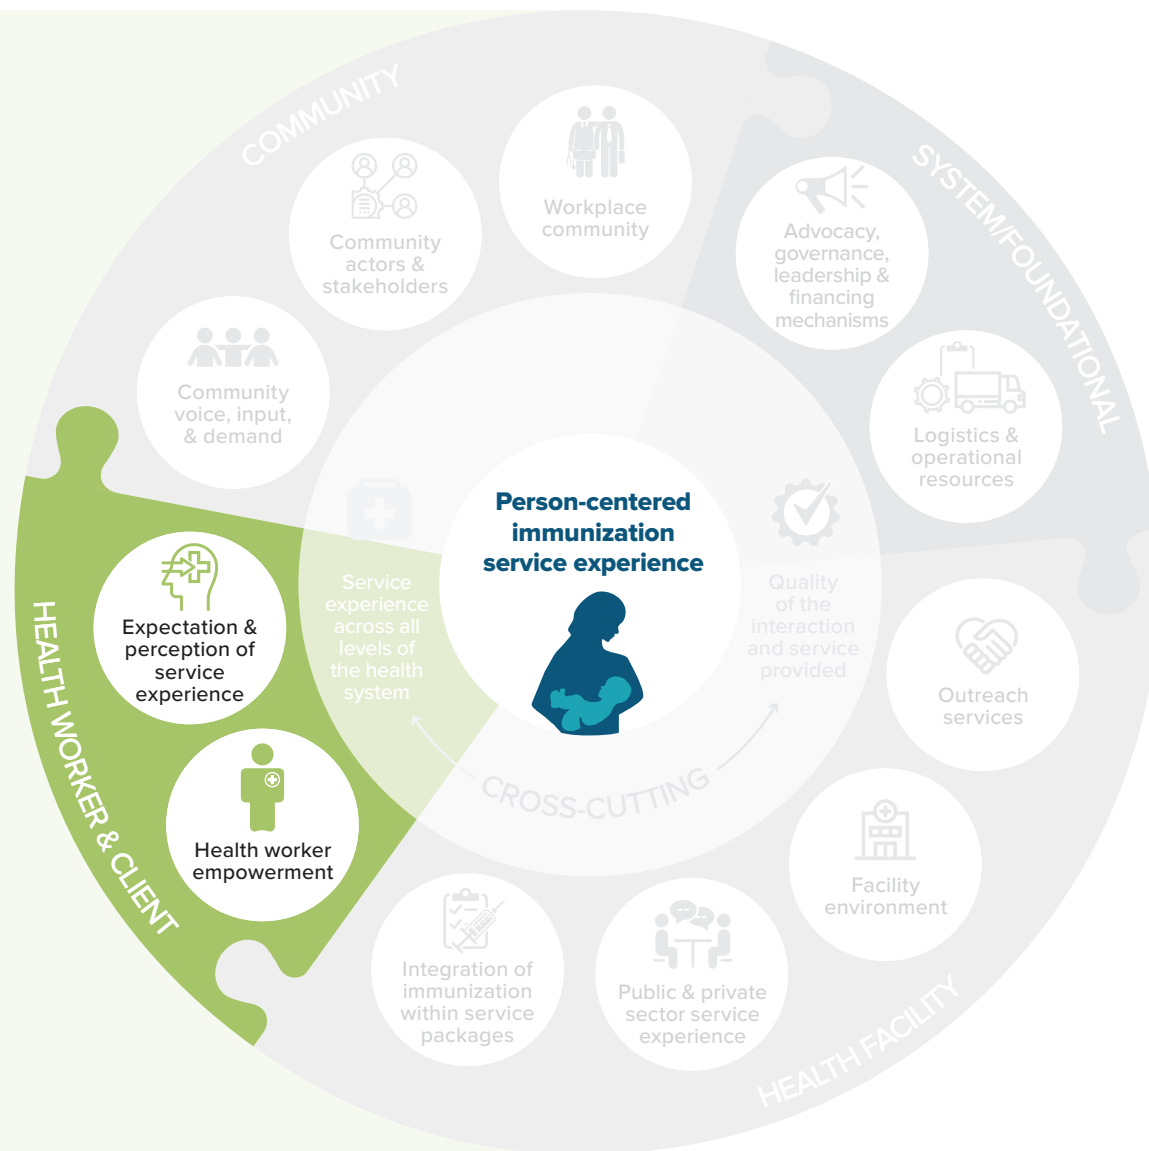 COMMUNITY
Workplace
community
Community
actors &
stakeholders
Community
voice, input,
& demand
SYSTEM/FOUNDATIONAL
Advocacy,
governance,
leadership &
financing
mechanisms
Logistics &
operational
resources
Person-centered
immunization
service experience
Service
experience
across all
levels of
the health
system
Quality
of the
interaction
and service
provided
CROSS-CUTTING
HEALTH WORKER & CLIENT
Expectation &
perception of
service
experience
Health worker
empowerment
Outreach
services
Facility
environment
Integration of
immunization
within service
packages
Public & private
sector service
experience
HEALTH FACILITY